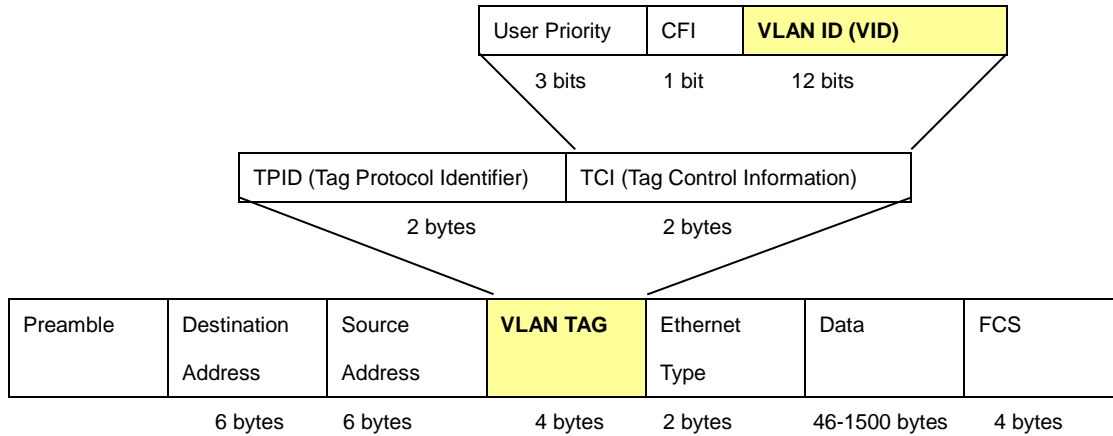 User Priority CFI VLAN ID (VID)
3 bits 1 bit 12 bits
TPID (Tag Protocol Identifier) TCI (Tag Control Information)
2 bytes 2 bytes
Preamble Destination Source VLAN TAG Ethernet Data FCS
Address Address Type
6 bytes 6 bytes 4 bytes 2 bytes 46-1500 bytes 4 bytes